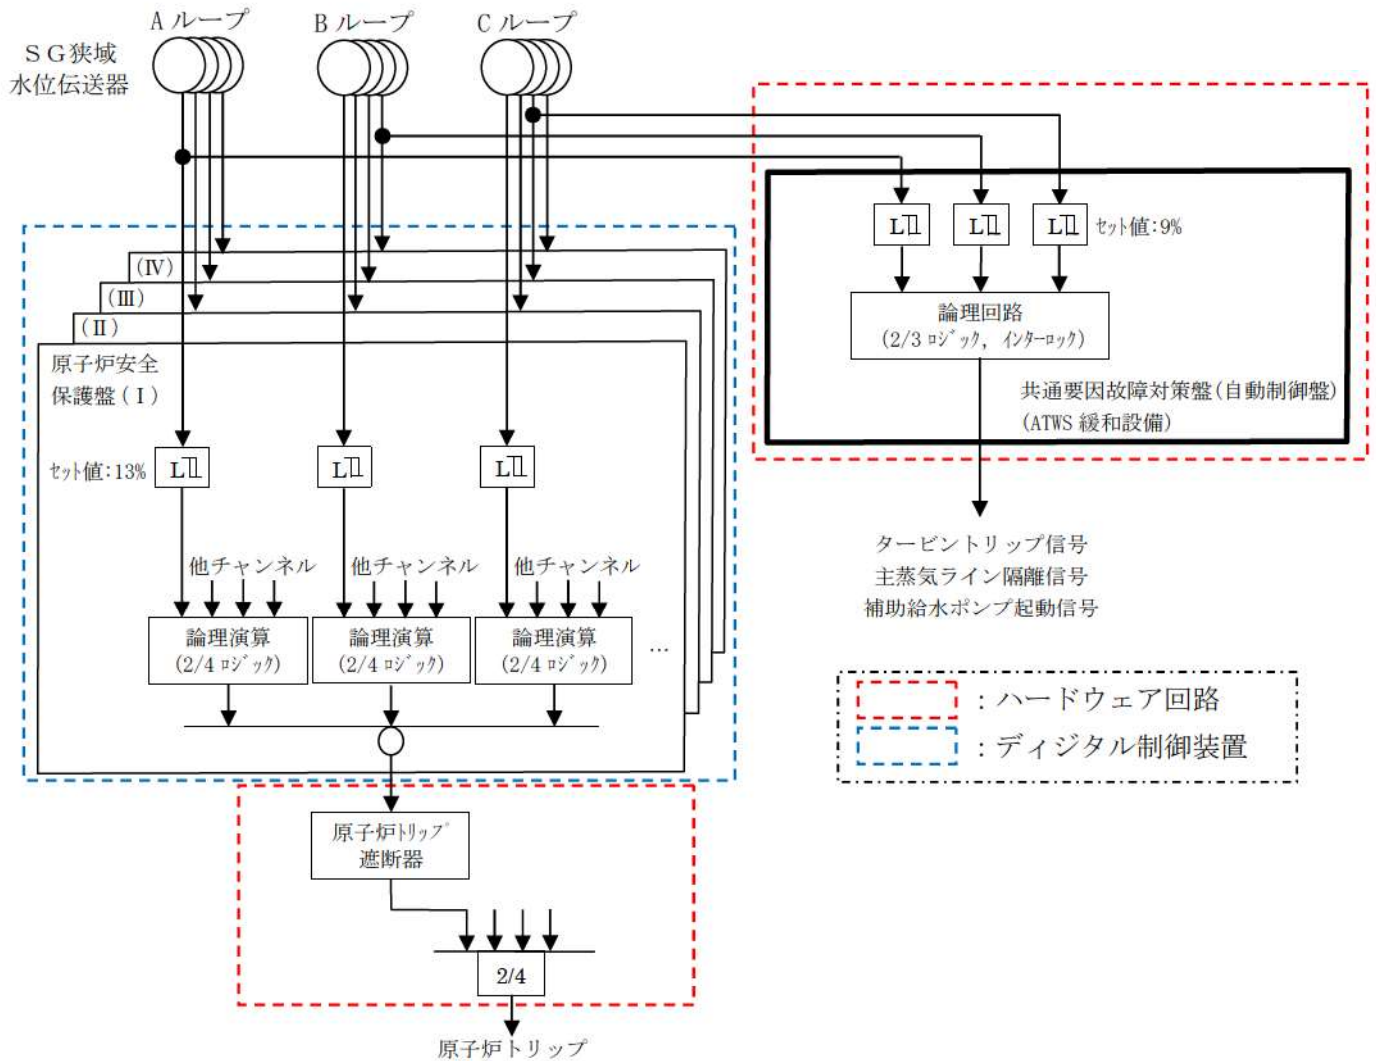 A ループ
B ループ
C ループ
SG狭域
水位伝送器
(Ⅳ)
(Ⅲ)
(Ⅱ)
原子炉安全
保護盤(Ⅰ)
セット値:13%
L
L
L
他チャンネル
他チャンネル
他チャンネル
論理演算
(2/4 ロジック)
論理演算
(2/4 ロジック)
論理演算
(2/4 ロジック)
…
原子炉トリップ
遮断器
2/4
原子炉トリップ
L
L
L
セット値:9%
論理回路
(2/3 ロジック, インターロック)
共通要因故障対策盤(自動制御盤)
(ATWS 緩和設備)
タービントリップ信号
主蒸気ライン隔離信号
補助給水ポンプ起動信号
:ハードウェア回路
:ディジタル制御装置